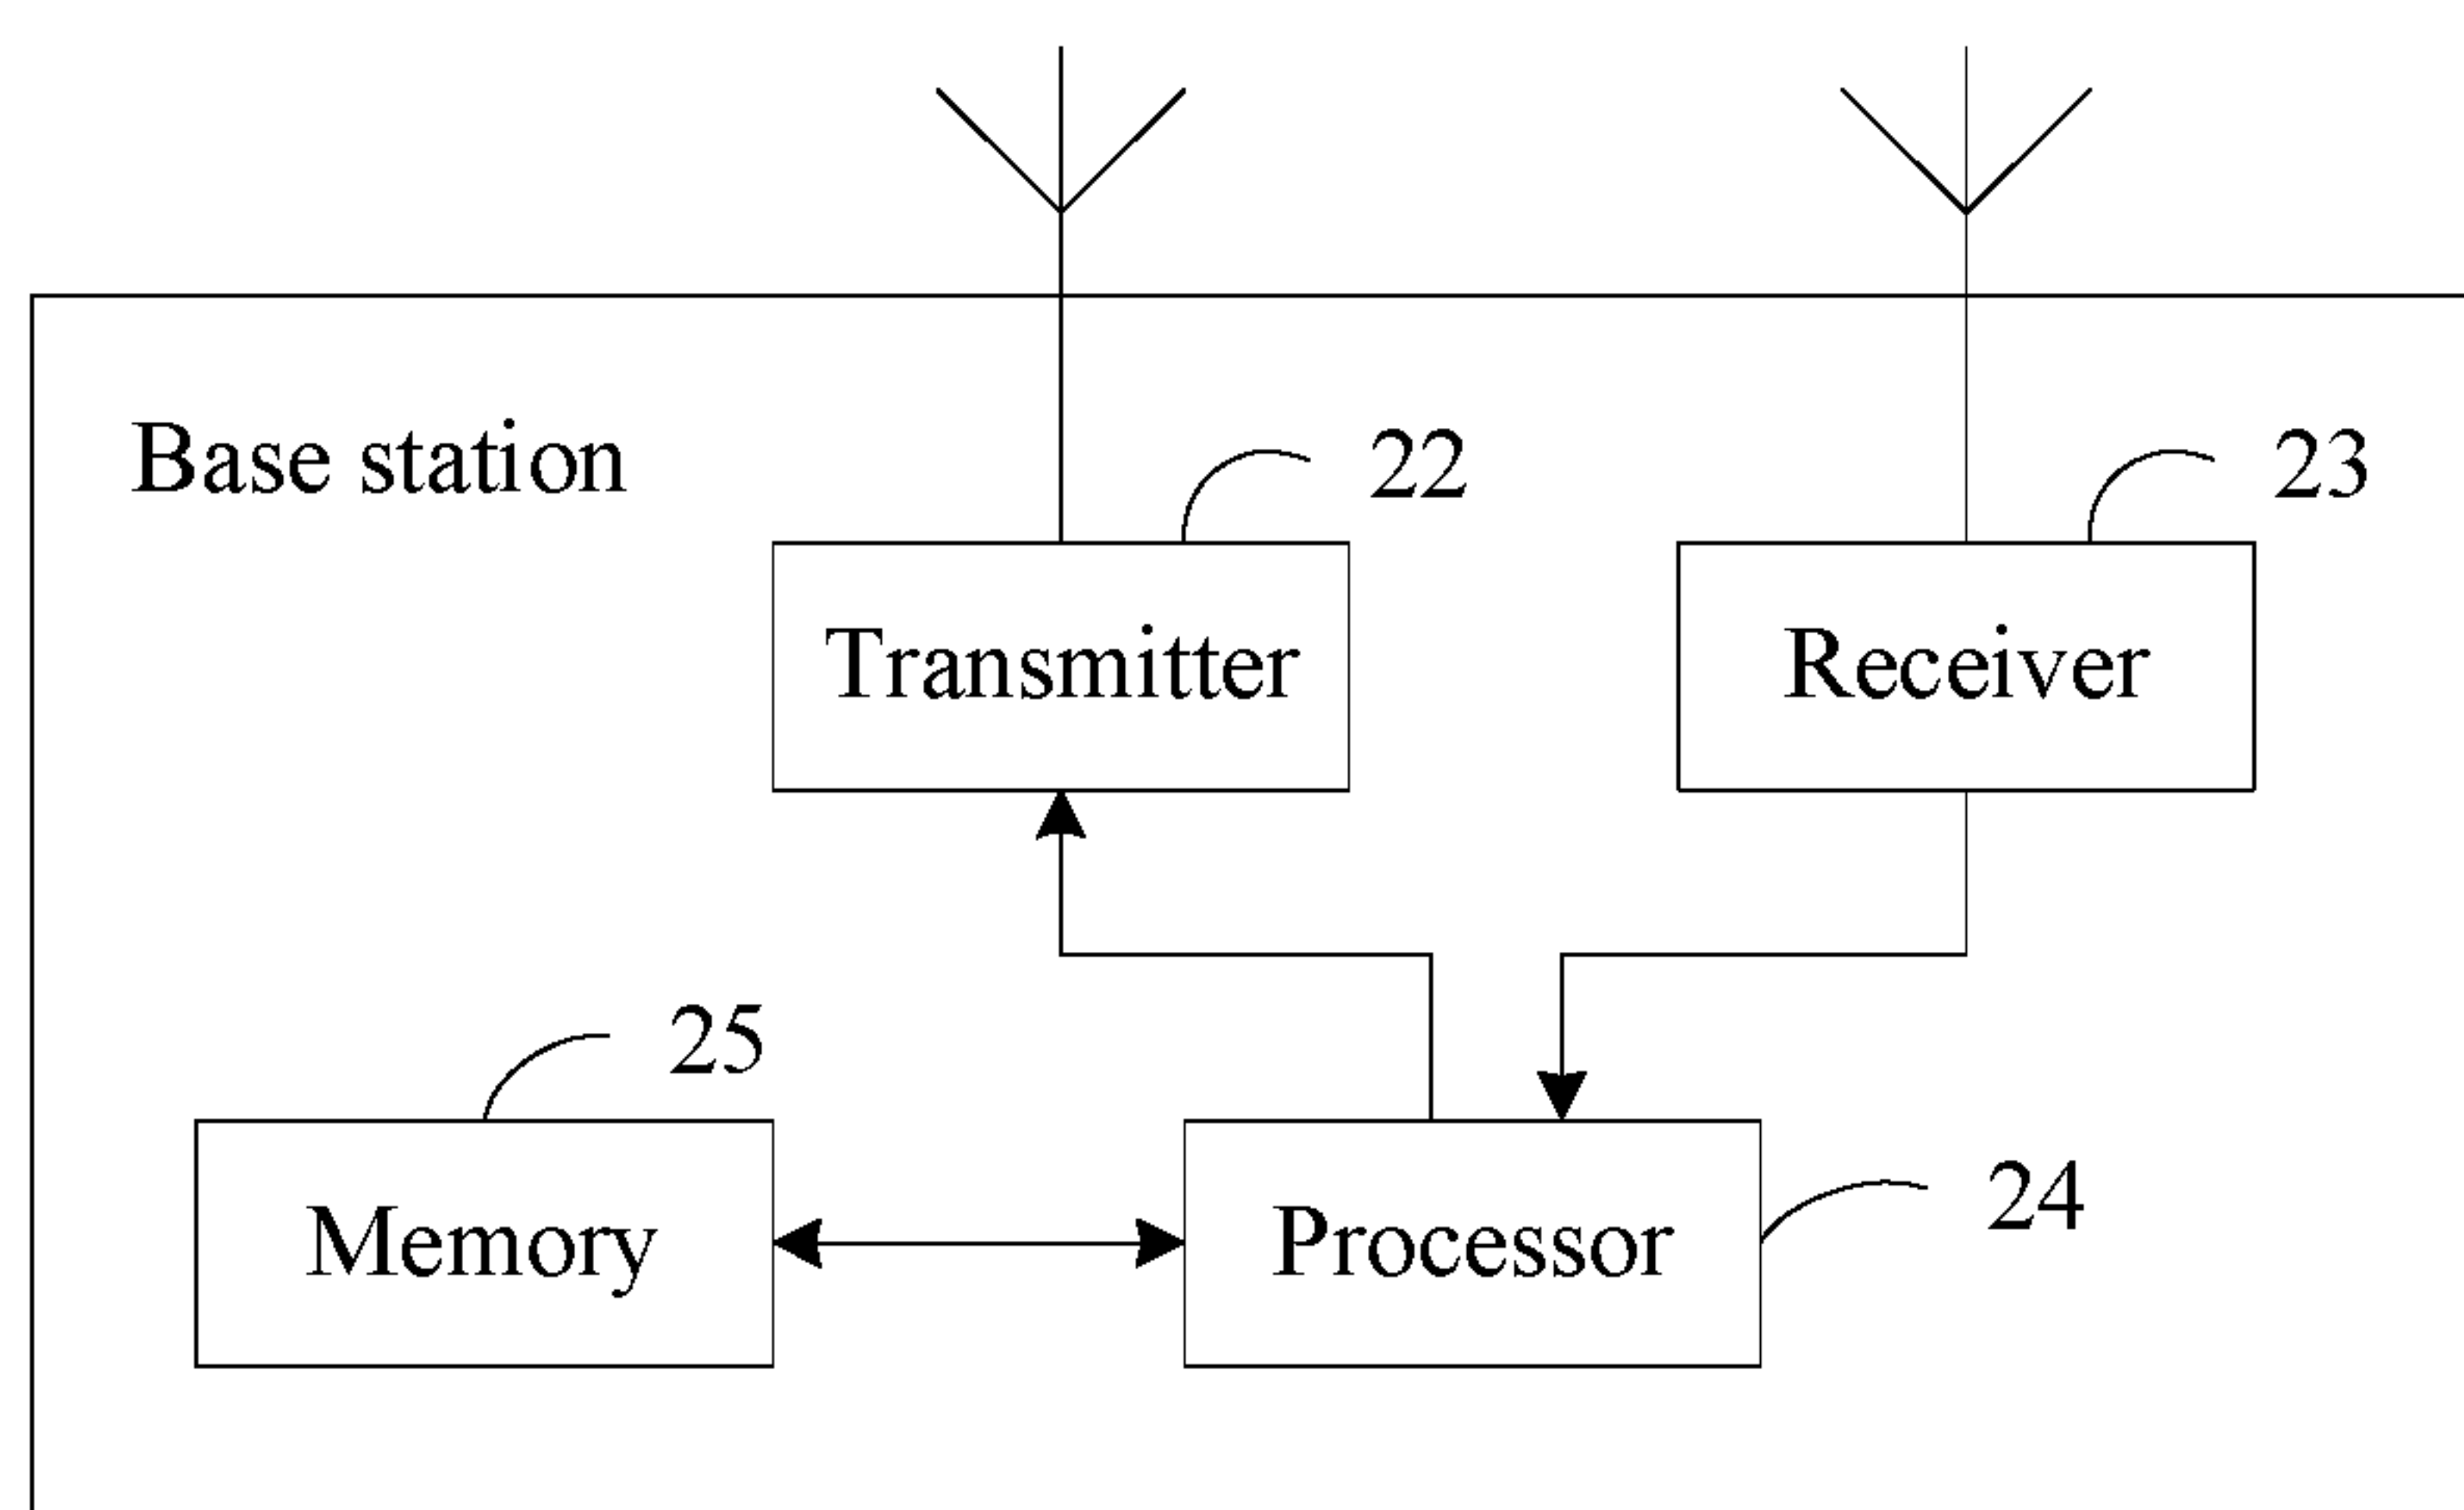 Base station
22
23
Transmitter
Receiver
25
24
Memory
Processor